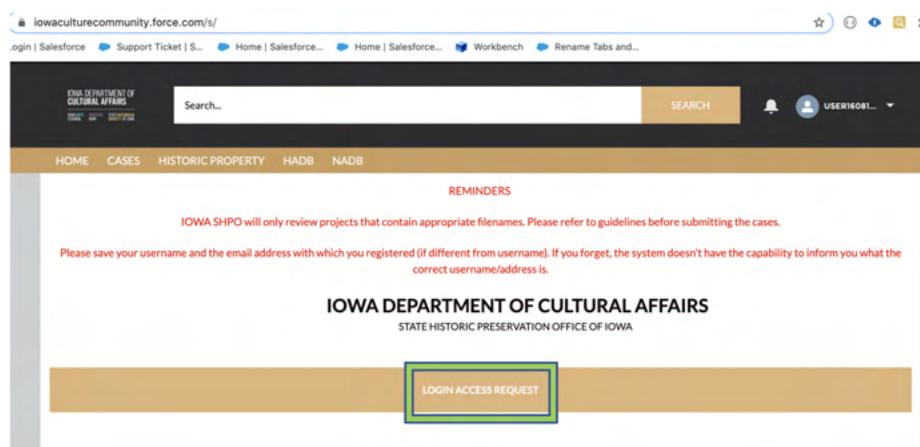 iowaculturecommunity.force.com/s/
.ogin | Salesforce Support Ticket | S... Home | Salesforce... Home | Salesforce... Workbench Rename Tabs and...
IOWA DEPARTMENT OF
CULTURAL AFFAIRS
Search...
SEARCH
USER16081...
HOME CASES HISTORIC PROPERTY HADB NADB
REMINDERS
IOWA SHPO will only review projects that contain appropriate filenames. Please refer to guidelines before submitting the cases.
Please save your username and the email address with which you registered (if different from username). If you forget, the system doesn't have the capability to inform you what the
correct username/address is.
IOWA DEPARTMENT OF CULTURAL AFFAIRS
STATE HISTORIC PRESERVATION OFFICE OF IOWA
LOGIN ACCESS REQUEST